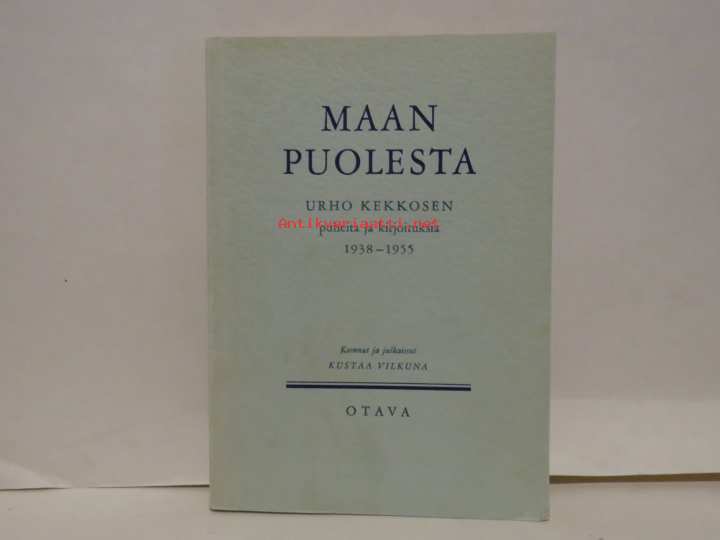 MAAN
PUOLESTA
URHO KEKKOSEN
Antikvariaatti.net
puheita ja kirjoituksia
1938–1955
Koonnut ja julkaissut
KUSTAA VILKUNA
OTAVA